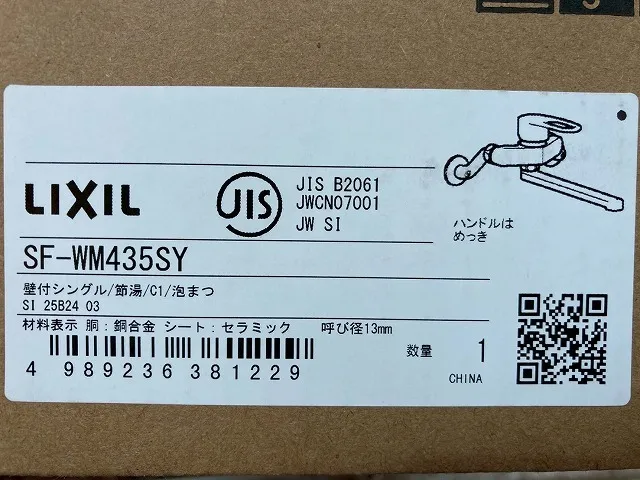 LIXIL
JIS
JIS B2061
JWCN07001
JW SI
ハンドルは
めっき
SF-WM435SY
壁付シングル/節湯/C1/泡まつ
SI 25B24 03
材料表示 胴:銅合金 シート:セラミック 呼び径13mm
4 989236 381229
数量 1
CHINA